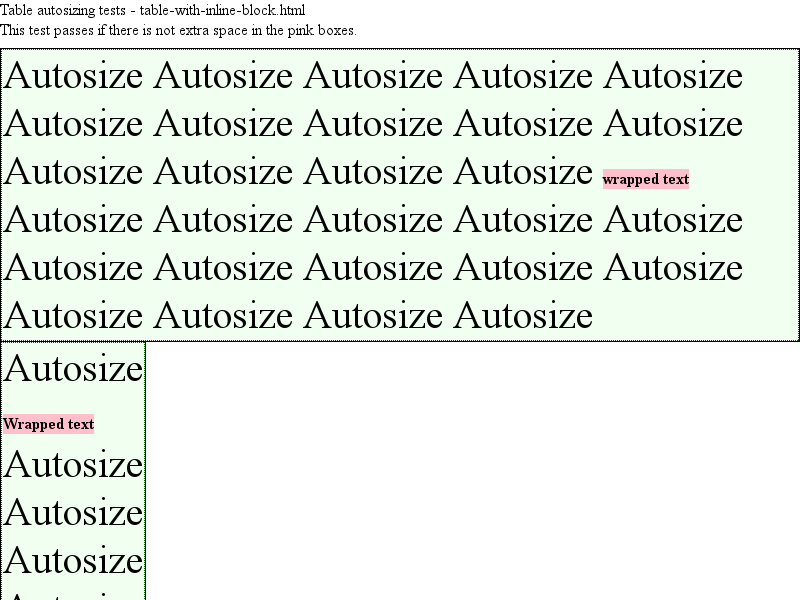 Table autosizing tests - table-with-inline-block.html
This test passes if there is not extra space in the pink boxes.
Autosize Autosize Autosize Autosize Autosize
Autosize Autosize Autosize Autosize Autosize
Autosize Autosize Autosize Autosize wrapped text
Autosize Autosize Autosize Autosize Autosize
Autosize Autosize Autosize Autosize Autosize
Autosize Autosize Autosize Autosize
Autosize
Wrapped text
Autosize
Autosize
Autosize